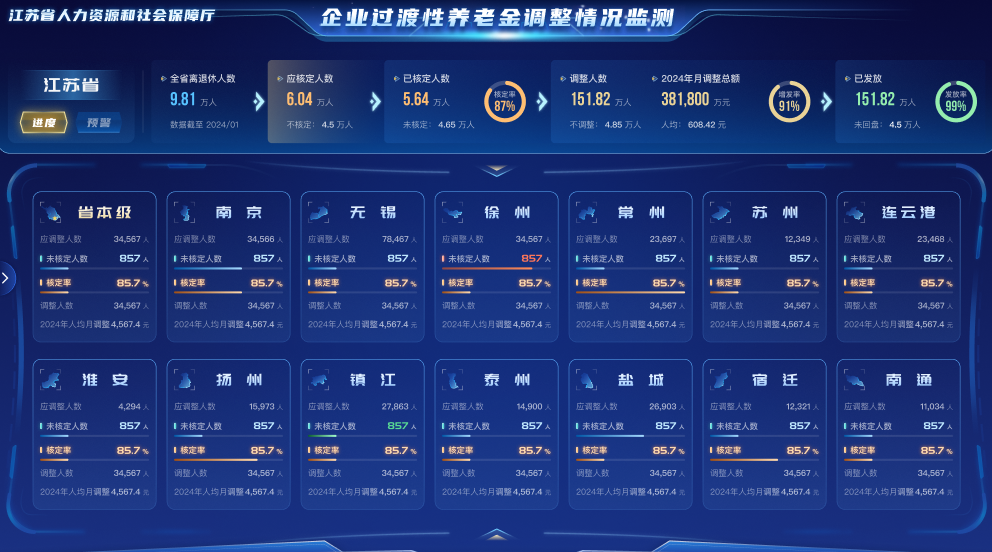 江苏省人力资源和社会保障厅
企业过渡性养老金调整情况监测
江苏省
进度 预警
全省离退休人数
9.81 万人
数据截至 2024/01
应核定人数
6.04 万人
不核定： 4.5 万人
已核定人数
5.64 万人
未核定： 4.65 万人
核定率
87%
调整人数
151.82 万人
不调整： 4.85 万人
2024年月调整总额
381,800 万元
人均： 608.42 元
增发率
91%
已发放
151.82 万人
未回盘： 4.5 万人
发放率
99%
省本级
应调整人数 34,567 人
未核定人数 857 人
核定率 85.7 %
调整人数 34,567 人
2024年人均月调整 4,567.4 元
南京
应调整人数 34,566 人
未核定人数 857 人
核定率 85.7 %
调整人数 34,567 人
2024年人均月调整 4,567.4 元
无锡
应调整人数 78,467 人
未核定人数 857 人
核定率 85.7 %
调整人数 34,567 人
2024年人均月调整 4,567.4 元
徐州
应调整人数 34,567 人
未核定人数 857 人
核定率 85.7 %
调整人数 34,567 人
2024年人均月调整 4,567.4 元
常州
应调整人数 23,697 人
未核定人数 857 人
核定率 85.7 %
调整人数 34,567 人
2024年人均月调整 4,567.4 元
苏州
应调整人数 12,349 人
未核定人数 857 人
核定率 85.7 %
调整人数 34,567 人
2024年人均月调整 4,567.4 元
连云港
应调整人数 23,468 人
未核定人数 857 人
核定率 85.7 %
调整人数 34,567 人
2024年人均月调整 4,567.4 元
淮安
应调整人数 4,294 人
未核定人数 857 人
核定率 85.7 %
调整人数 34,567 人
2024年人均月调整 4,567.4 元
扬州
应调整人数 15,973 人
未核定人数 857 人
核定率 85.7 %
调整人数 34,567 人
2024年人均月调整 4,567.4 元
镇江
应调整人数 27,863 人
未核定人数 857 人
核定率 85.7 %
调整人数 34,567 人
2024年人均月调整 4,567.4 元
泰州
应调整人数 14,900 人
未核定人数 857 人
核定率 85.7 %
调整人数 34,567 人
2024年人均月调整 4,567.4 元
盐城
应调整人数 26,903 人
未核定人数 857 人
核定率 85.7 %
调整人数 34,567 人
2024年人均月调整 4,567.4 元
宿迁
应调整人数 12,321 人
未核定人数 857 人
核定率 85.7 %
调整人数 34,567 人
2024年人均月调整 4,567.4 元
南通
应调整人数 11,034 人
未核定人数 857 人
核定率 85.7 %
调整人数 34,567 人
2024年人均月调整 4,567.4 元